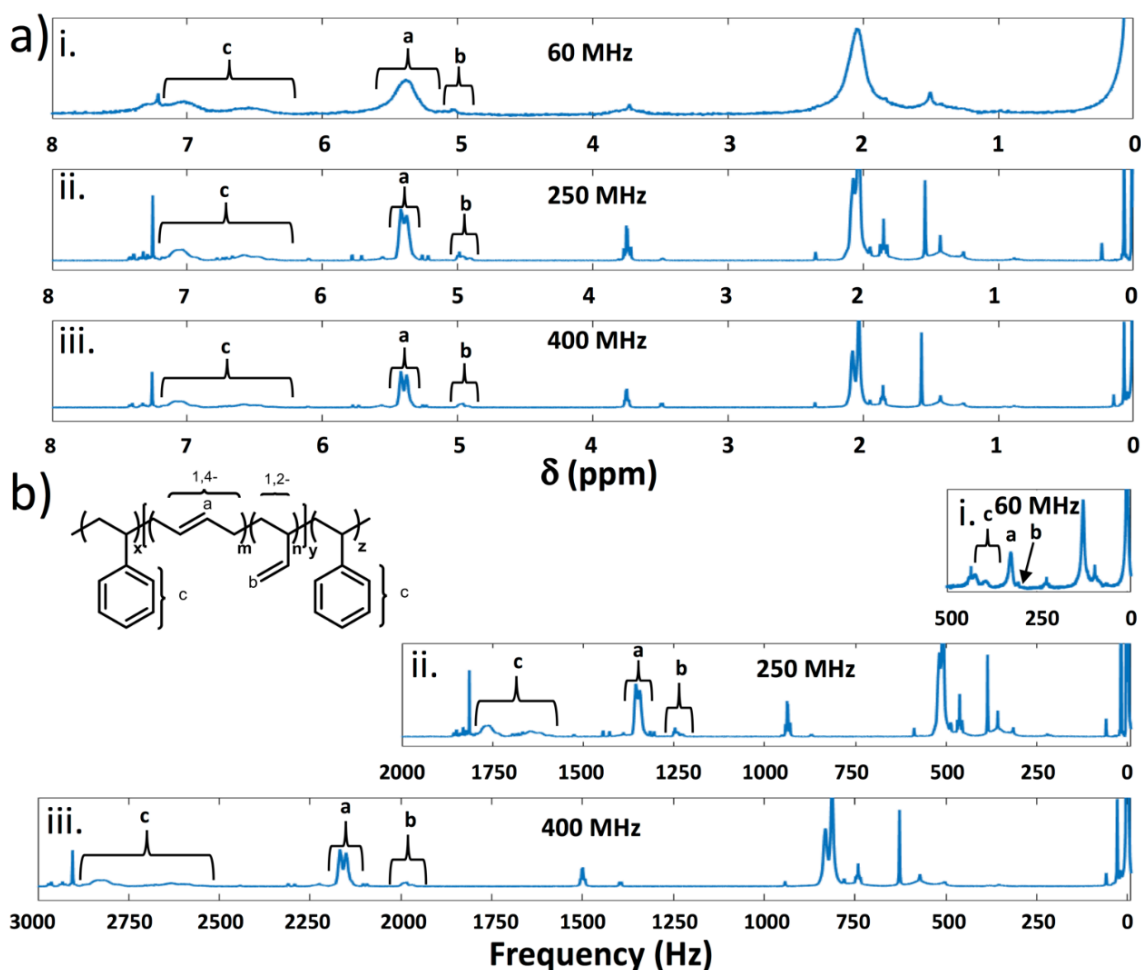 a)
i.
60 MHz
c
a
b
8 7 6 5 4 3 2 1 0
ii.
250 MHz
c
a
b
8 7 6 5 4 3 2 1 0
iii.
400 MHz
c
a
b
8 7 6 5 4 3 2 1 0
δ (ppm)
b)
1,4-
1,2-
a
x
m
n
y
z
b
c
c
i.
60 MHz
c
a
b
500 250 0
ii.
250 MHz
c
a
b
2000 1750 1500 1250 1000 750 500 250 0
iii.
400 MHz
c
a
b
3000 2750 2500 2250 2000 1750 1500 1250 1000 750 500 250 0
Frequency (Hz)